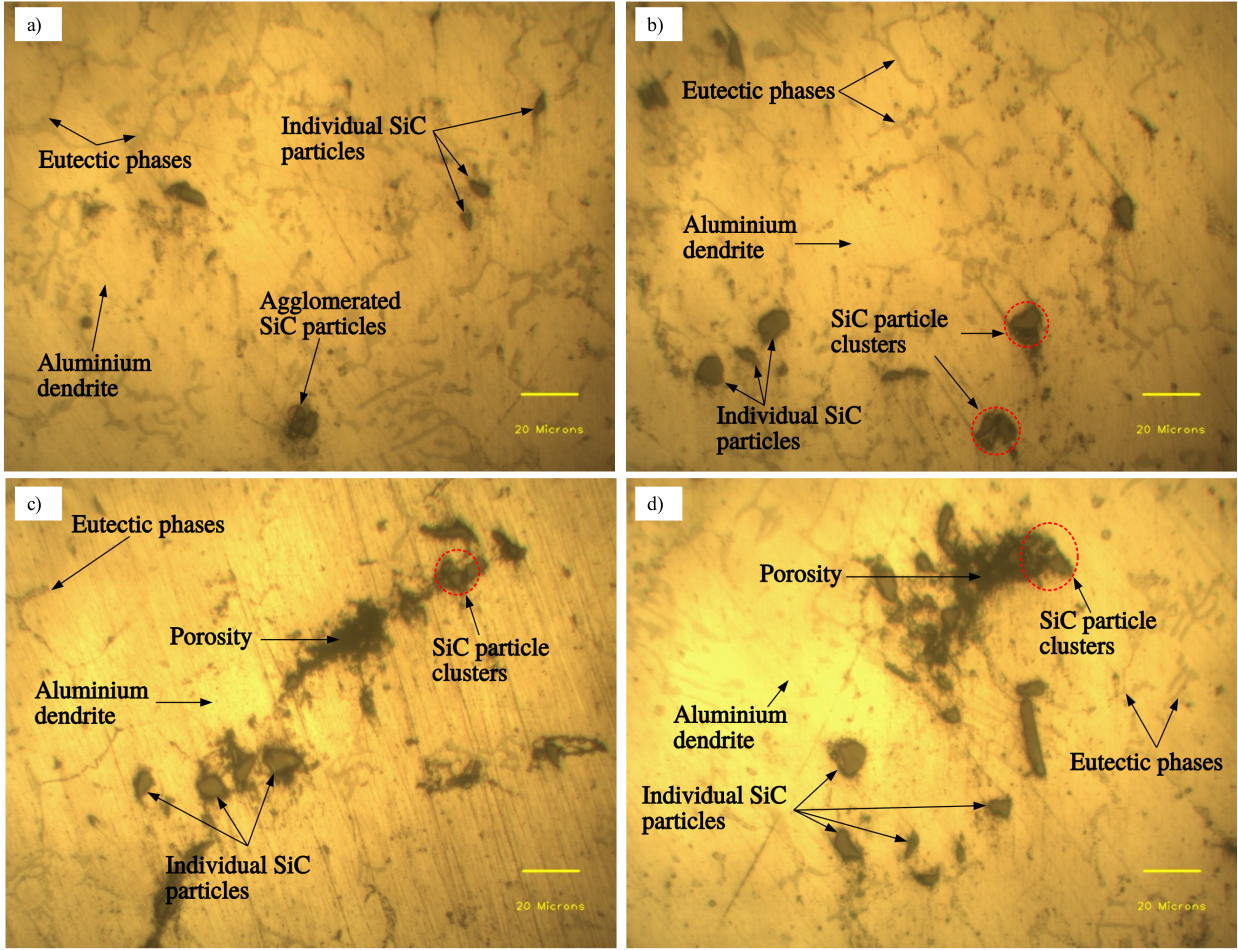 a)
Individual SiC
particles
Eutectic phases
Agglomerated
SiC particles
Aluminium
dendrite
20 Microns
b)
Eutectic phases
Aluminium
dendrite
SiC particle
clusters
Individual SiC
particles
20 Microns
c)
Eutectic phases
Porosity
SiC particle
clusters
Aluminium
dendrite
Individual SiC
particles
20 Microns
d)
Porosity
SiC particle
clusters
Aluminium
dendrite
Eutectic phases
Individual SiC
particles
20 Microns